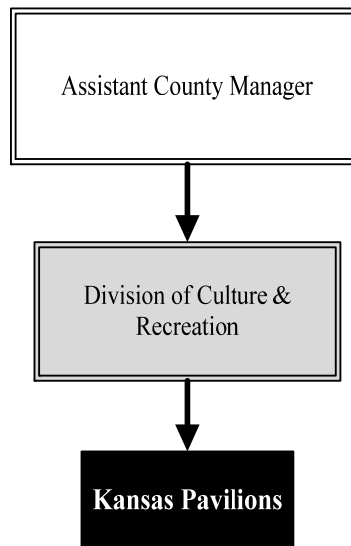 Assistant County Manager
Division of Culture &
Recreation
Kansas Pavilions